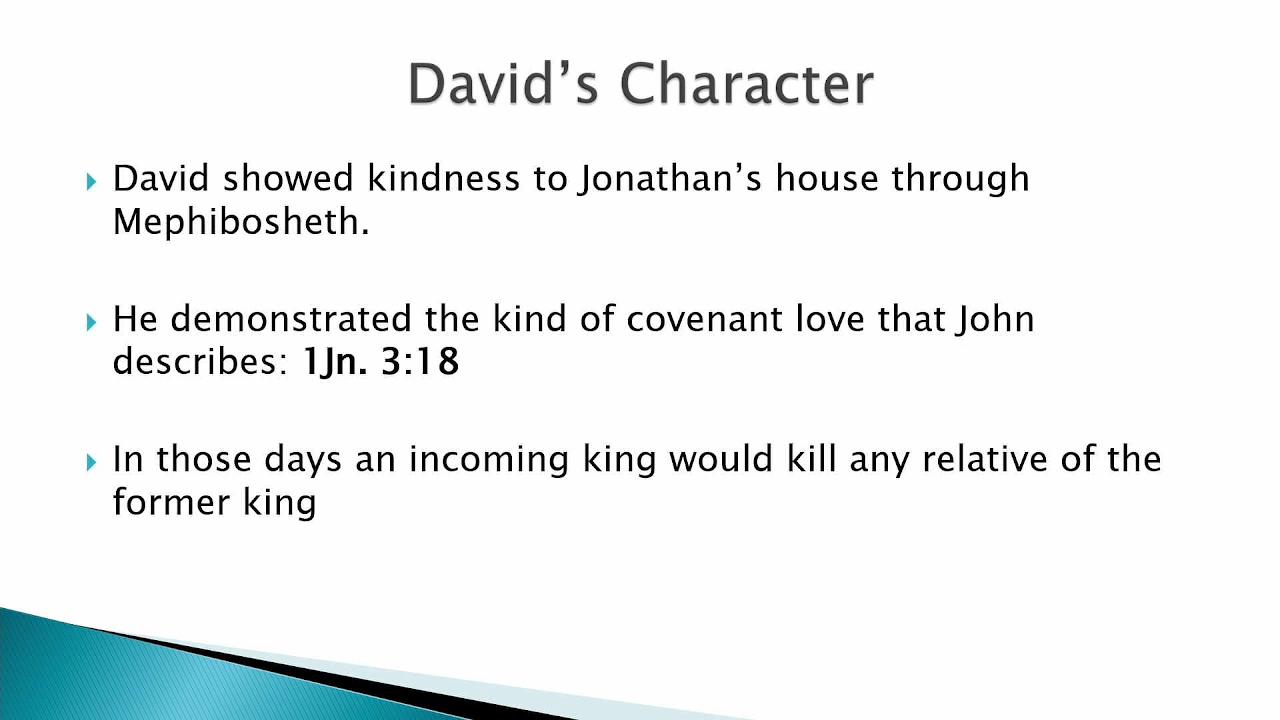 David’s Character
David showed kindness to Jonathan’s house through
Mephibosheth.
He demonstrated the kind of covenant love that John
describes: 1Jn. 3:18
In those days an incoming king would kill any relative of the
former king